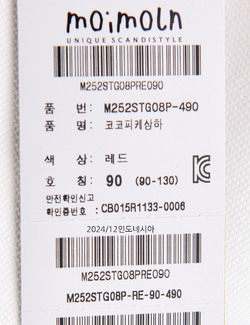 moimoln
UNIQUE SCANDISTYLE
M252STG08PRE090
품 번: M252STG08P-490
품 명: 코코피케상하
색 상: 레드
호 칭: 90 (90-130)
안전확인신고
확인증번호 : CB015R1133-0006
2024/12인도네시아
M252STG08PRE090
M252STG08P-RE-90-490